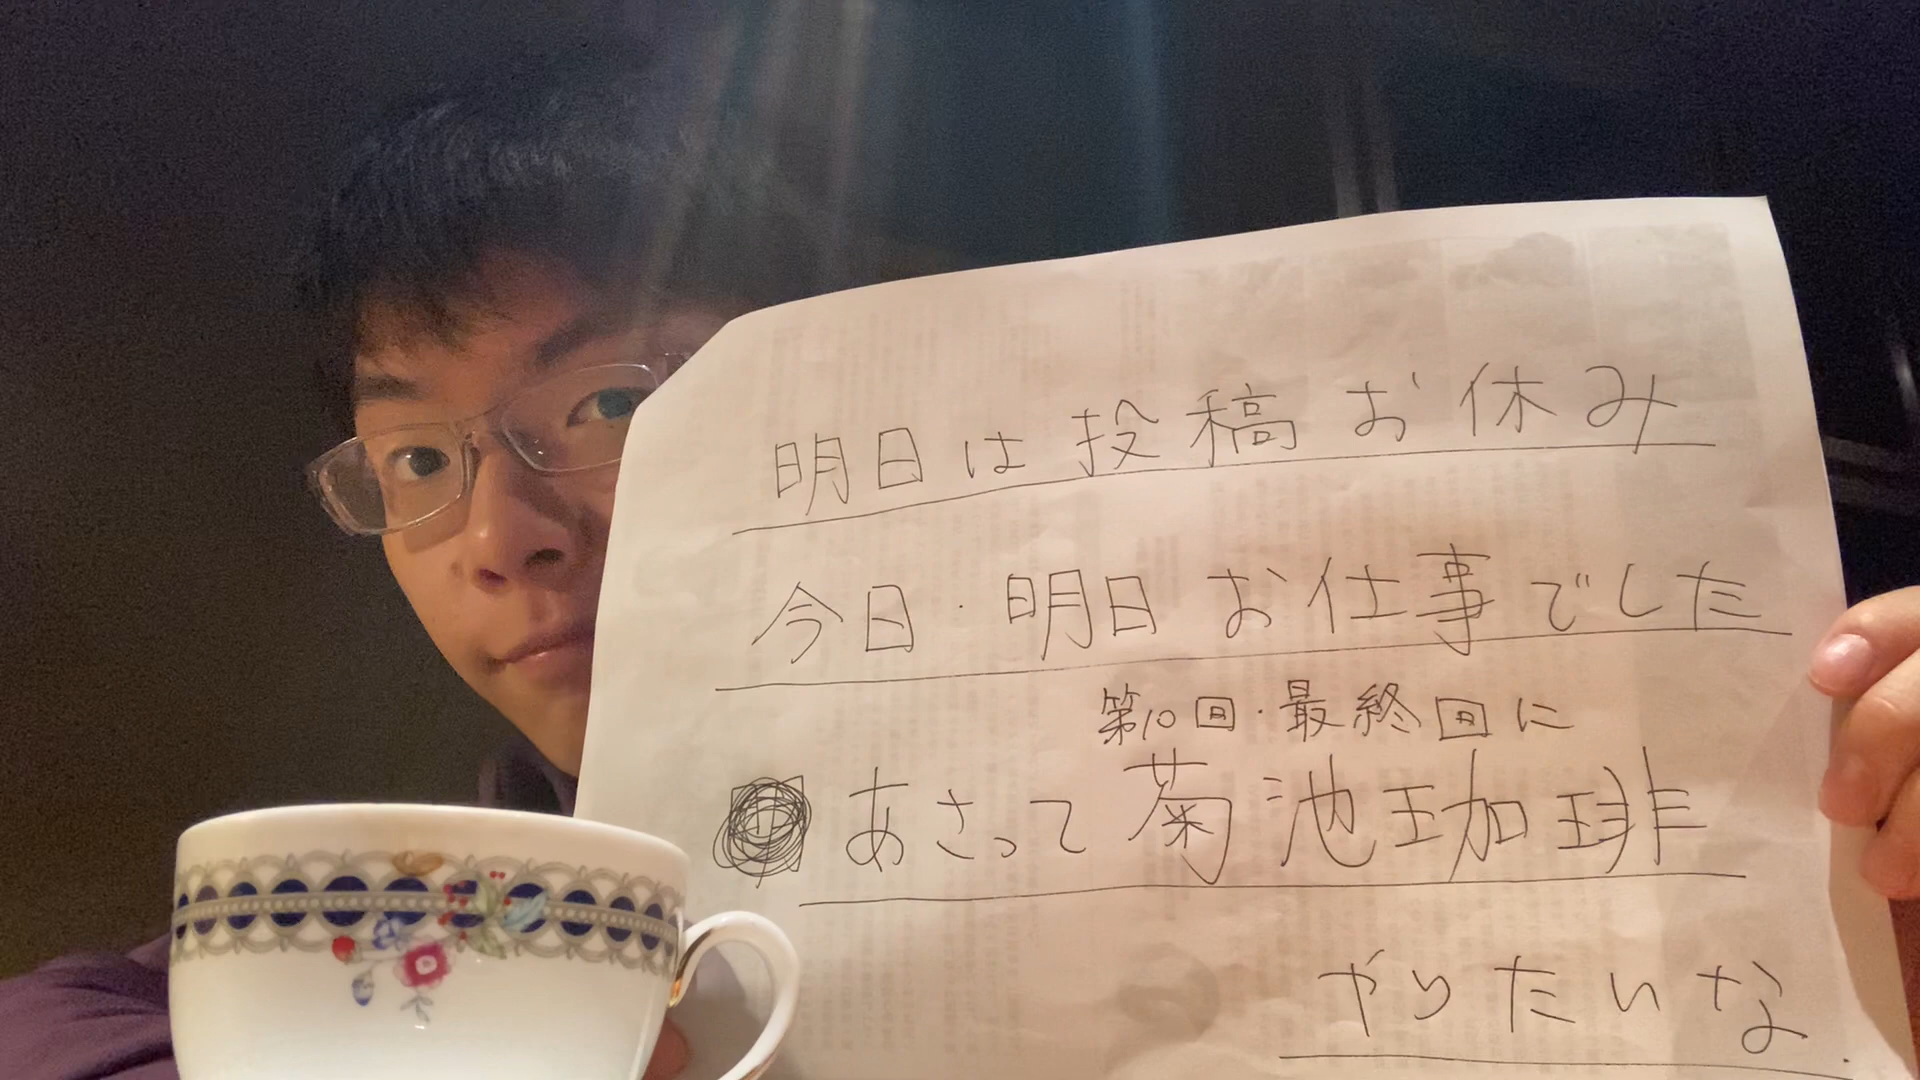 明日は投稿お休み
今日・明日お仕事でした
第10回・最終回に
あさって菊池珈琲
やりたいな.